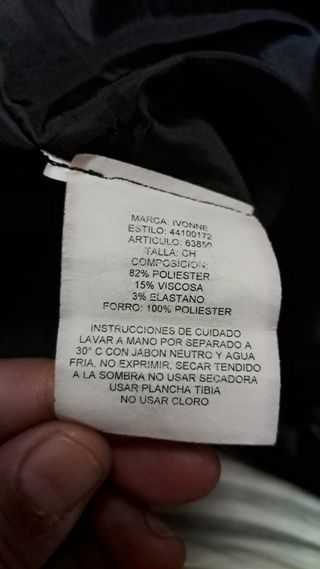 MARCA: IVONNE
ESTILO: 44100172
ARTICULO: 63850
TALLA: CH
COMPOSICION:
82% POLIESTER
15% VISCOSA
3% ELASTANO
FORRO: 100% POLIESTER
INSTRUCCIONES DE CUIDADO
LAVAR A MANO POR SEPARADO A
30° C CON JABON NEUTRO Y AGUA
FRIA, NO EXPRIMIR, SECAR TENDIDO
A LA SOMBRA NO USAR SECADORA
USAR PLANCHA TIBIA
NO USAR CLORO